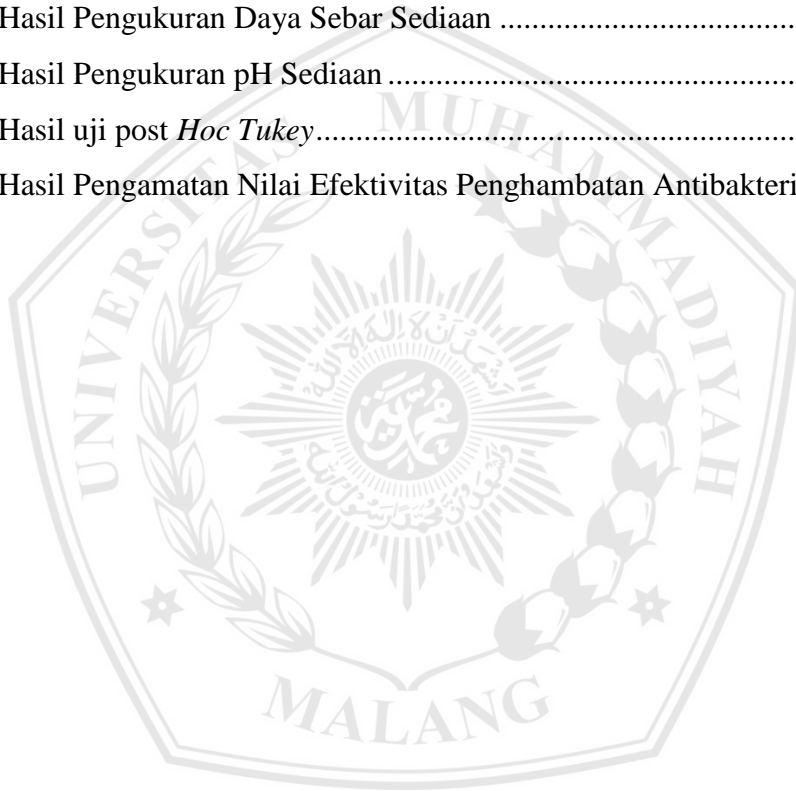 Hasil Pengukuran Daya Sebar Sediaan .....................................
Hasil Pengukuran pH Sediaan ...................................................
Hasil uji post Hoc Tukey............................................................
Hasil Pengamatan Nilai Efektivitas Penghambatan Antibakteri
UNIVERSITAS MUHAMMADIYAH
MALANG